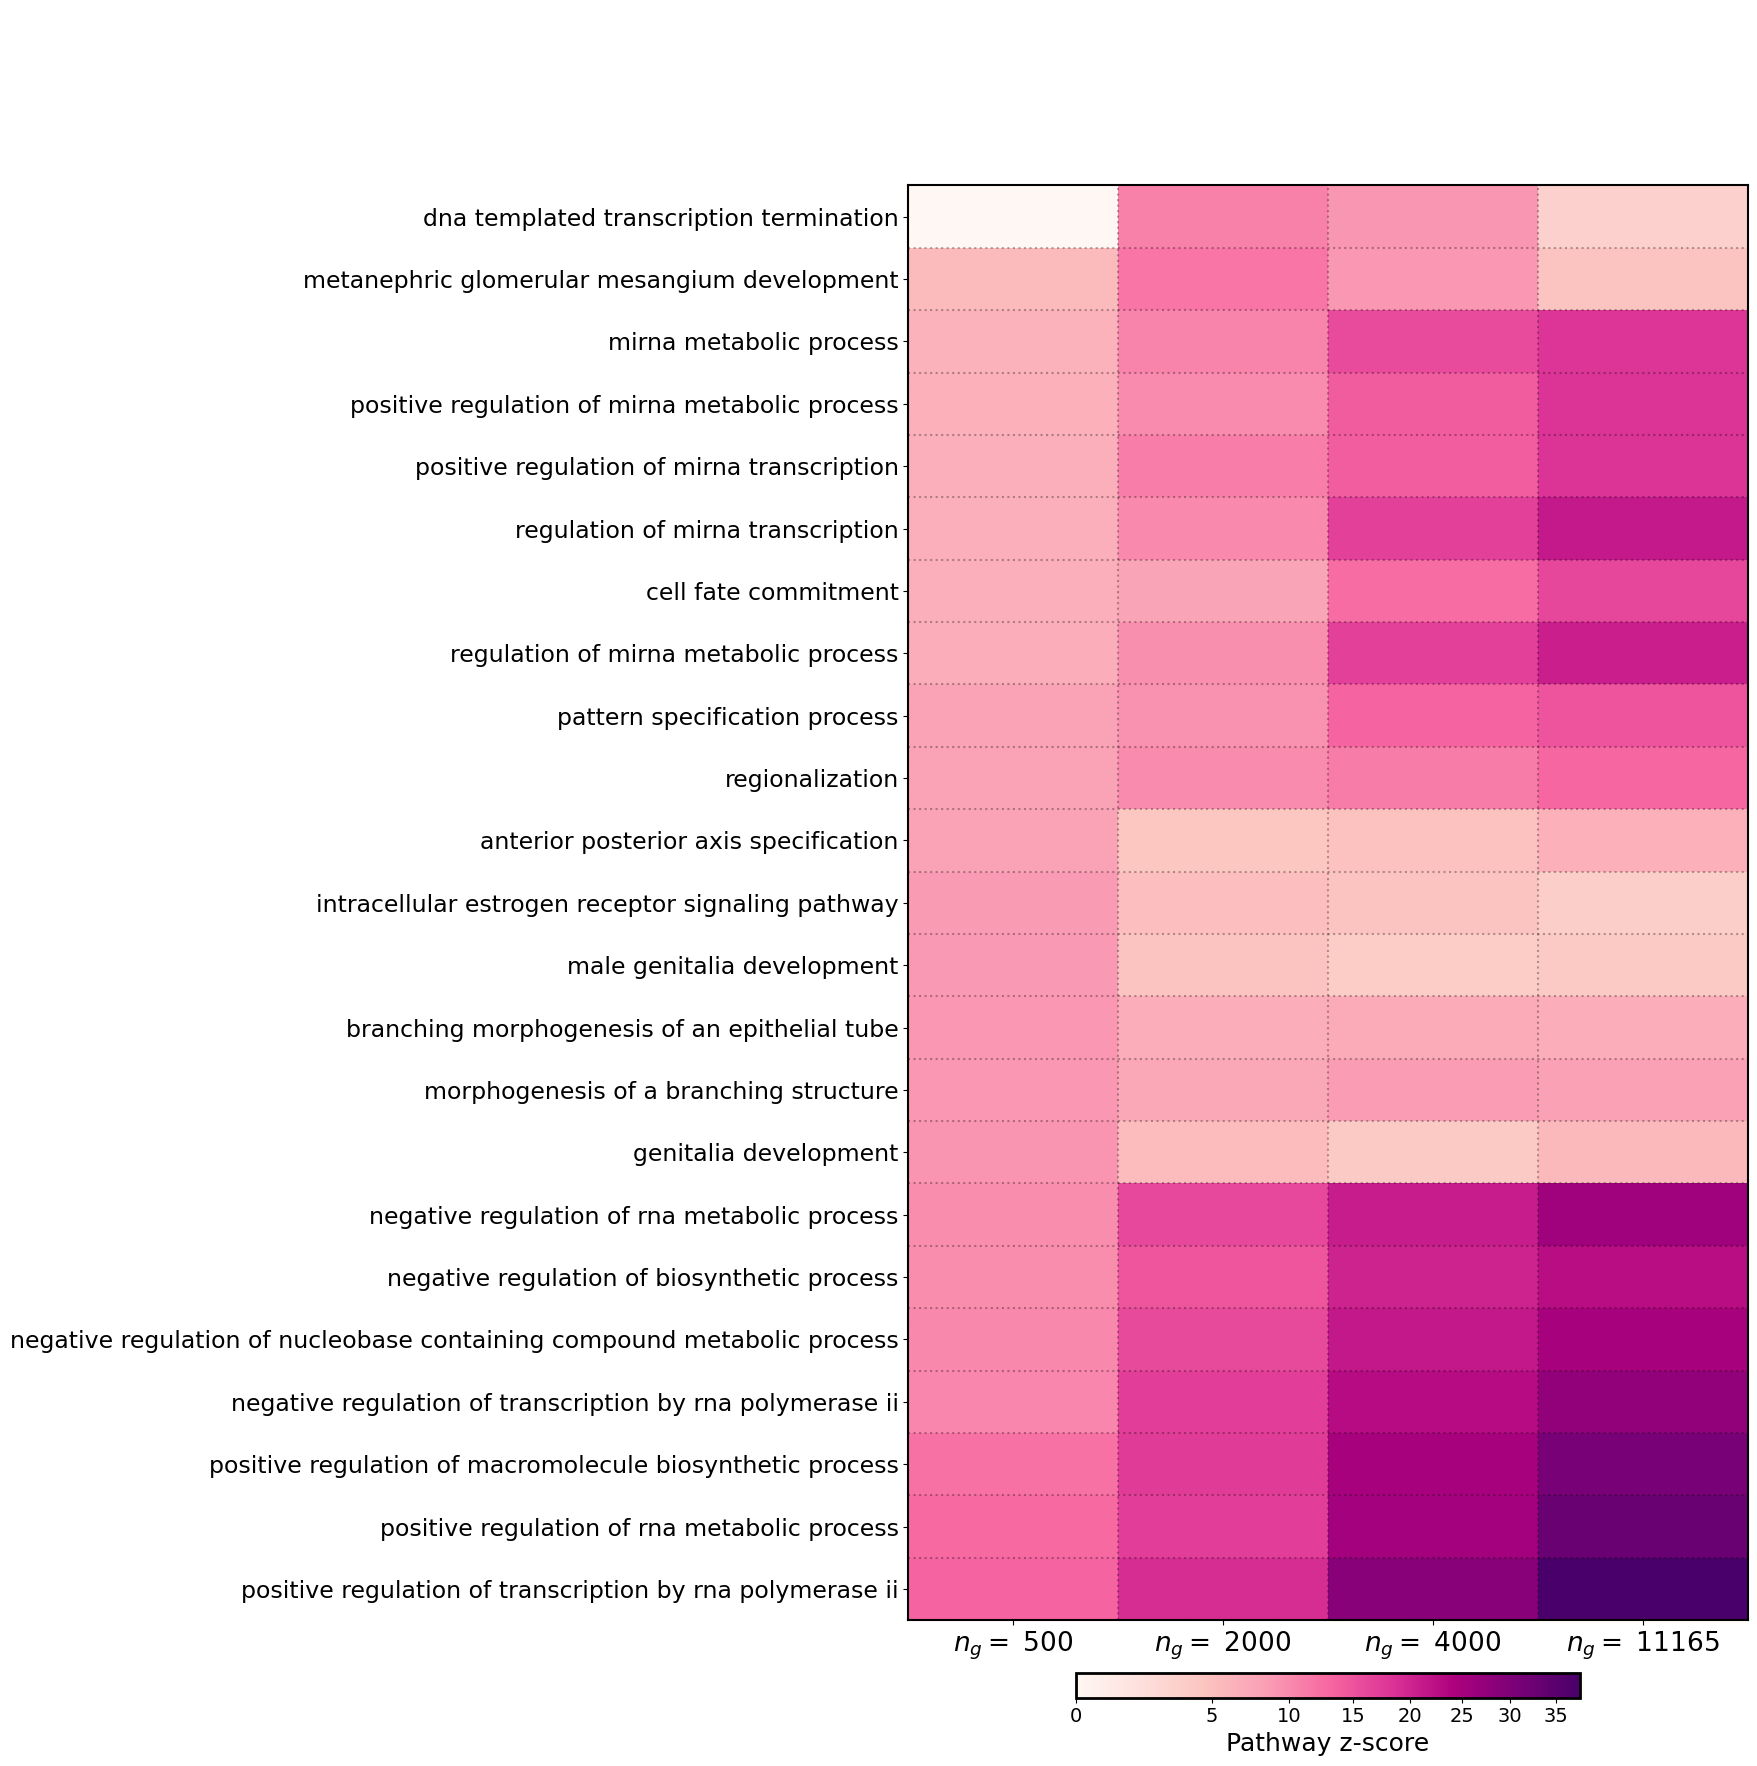 dna templated transcription termination
metanephric glomerular mesangium development
mirna metabolic process
positive regulation of mirna metabolic process
positive regulation of mirna transcription
regulation of mirna transcription
cell fate commitment
regulation of mirna metabolic process
pattern specification process
regionalization
anterior posterior axis specification
intracellular estrogen receptor signaling pathway
male genitalia development
branching morphogenesis of an epithelial tube
morphogenesis of a branching structure
genitalia development
negative regulation of rna metabolic process
negative regulation of biosynthetic process
negative regulation of nucleobase containing compound metabolic process
negative regulation of transcription by rna polymerase ii
positive regulation of macromolecule biosynthetic process
positive regulation of rna metabolic process
positive regulation of transcription by rna polymerase ii
n_g = 500 n_g = 2000 n_g = 4000 n_g = 11165
0 5 10 15 20 25 30 35
Pathway z-score